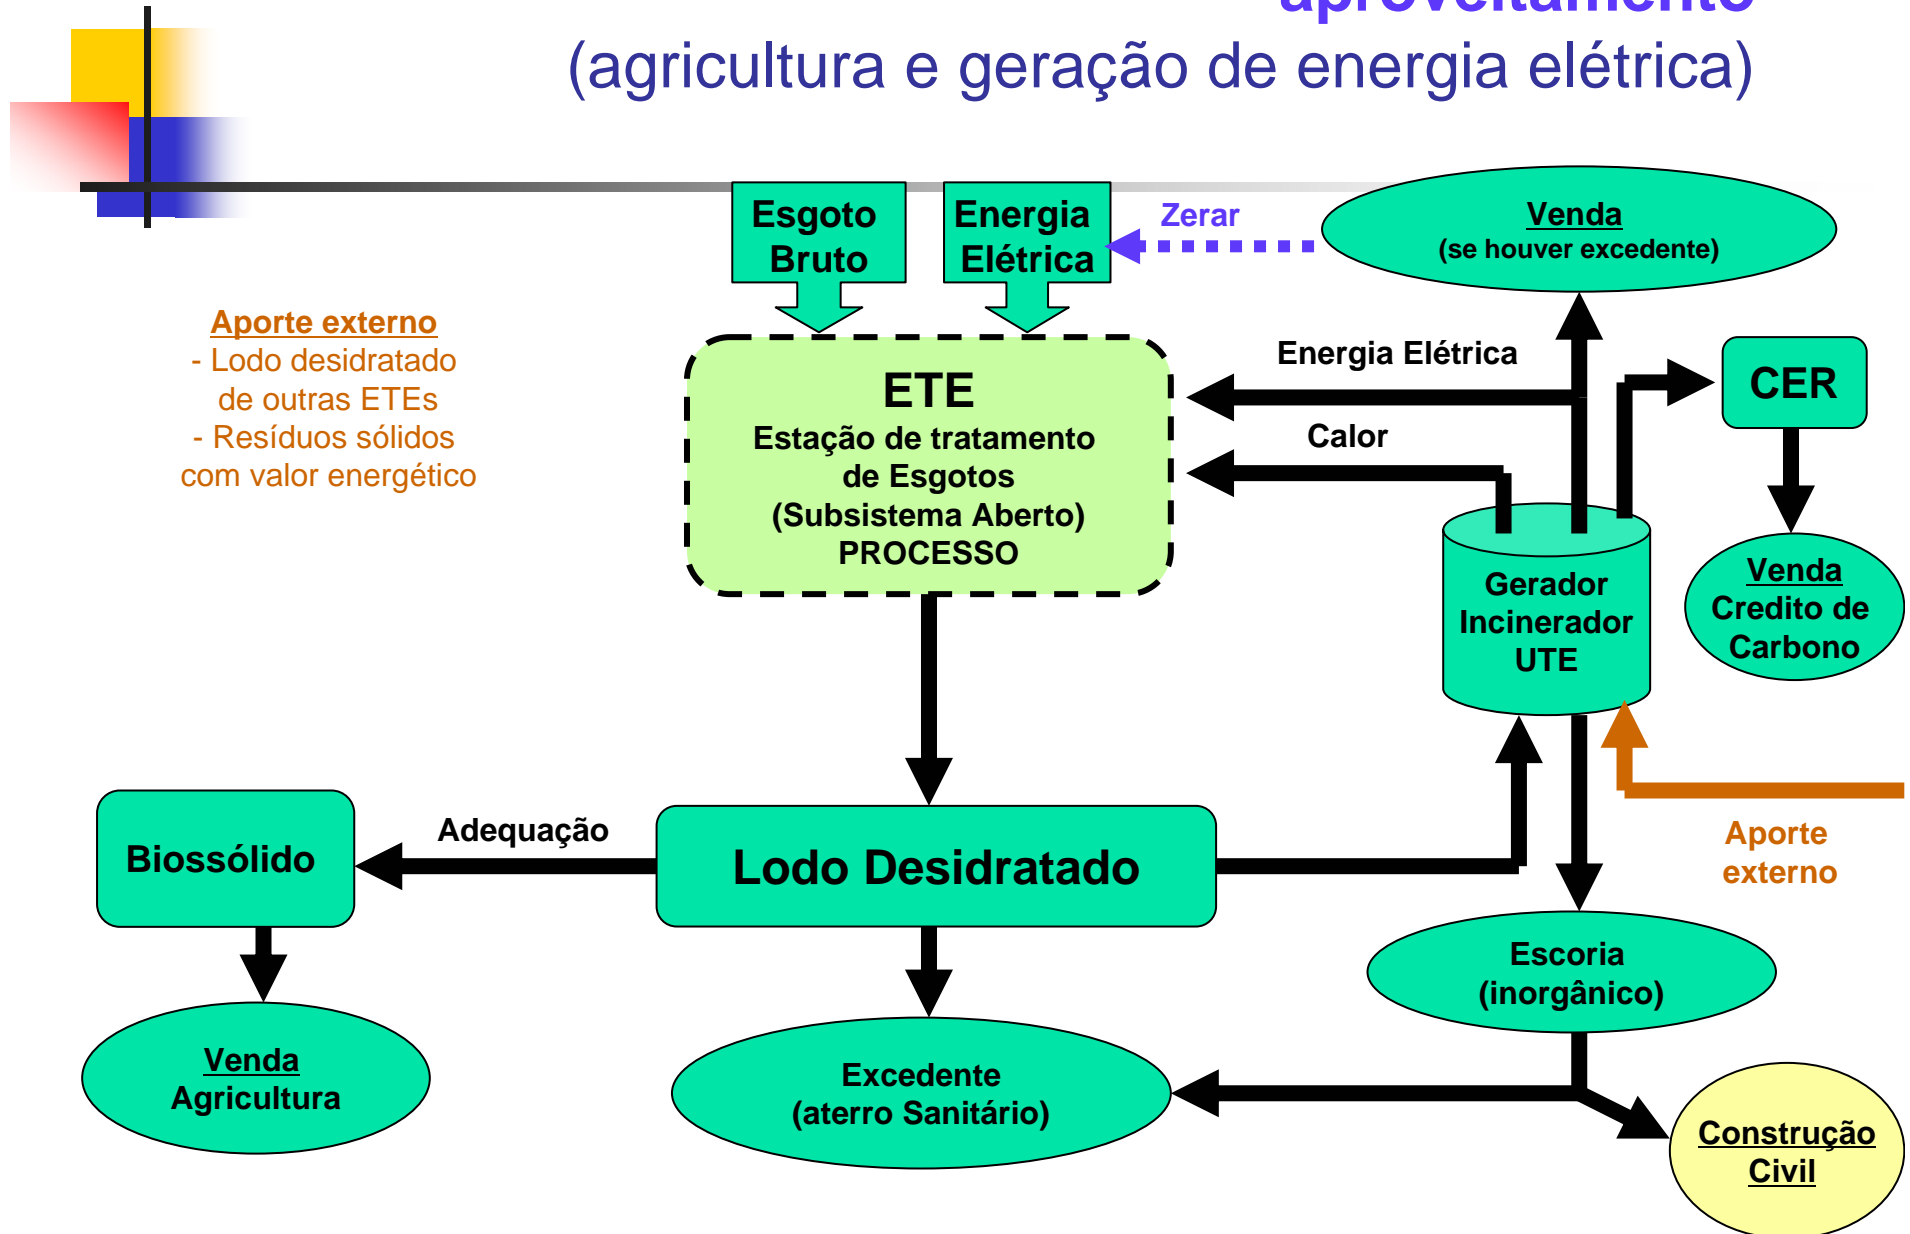 aproveitamento
(agricultura e geração de energia elétrica)
Esgoto
Bruto
Energia
Elétrica
Zerar
Venda
(se houver excedente)
Aporte externo
- Lodo desidratado
de outras ETEs
- Resíduos sólidos
com valor energético
ETE
Estação de tratamento
de Esgotos
(Subsistema Aberto)
PROCESSO
Energia Elétrica
Calor
CER
Gerador
Incinerador
UTE
Venda
Credito de
Carbono
Aporte
externo
Adequação
Biossólido
Lodo Desidratado
Escoria
(inorgânico)
Venda
Agricultura
Excedente
(aterro Sanitário)
Construção
Civil